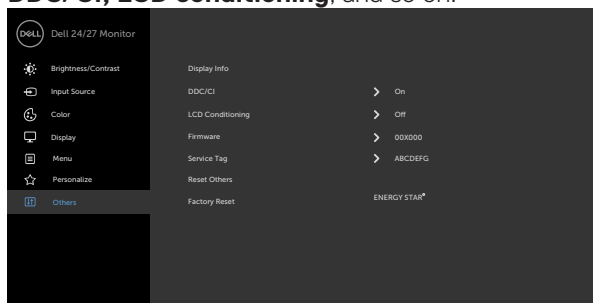 DDC/CI, LCD conditioning, and so on.
DELL Dell 24/27 Monitor
Brightness/Contrast Display Info
Input Source DDC/CI On
Color LCD Conditioning Off
Display Firmware 00X000
Menu Service Tag ABCDEFG
Personalize Reset Others
Others Factory Reset ENERGY STAR®